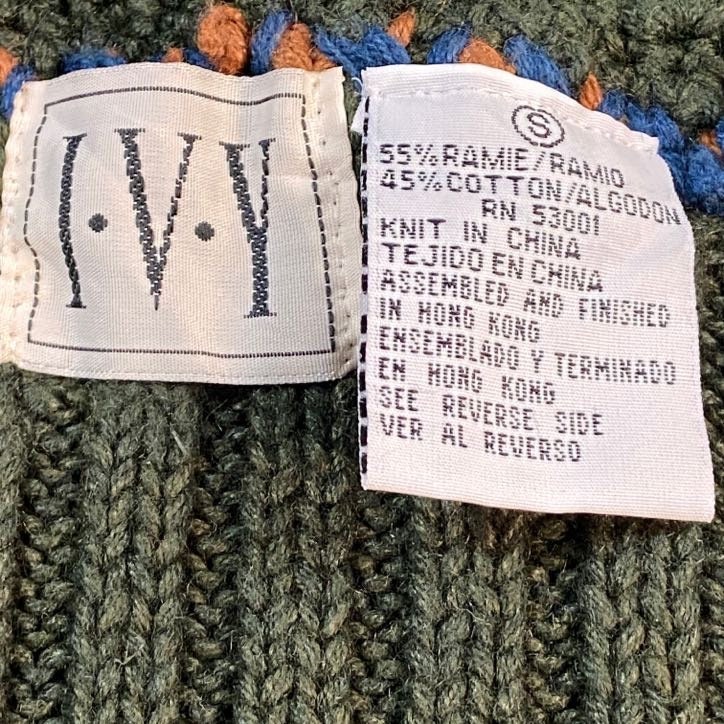 I·V·Y
S
55% RAMIE/RAMIO
45% COTTON/ALGODON
RN 53001
KNIT IN CHINA
TEJIDO EN CHINA
ASSEMBLED AND FINISHED
IN HONG KONG
ENSEMBLADO Y TERMINADO
EN HONG KONG
SEE REVERSE SIDE
VER AL REVERSO